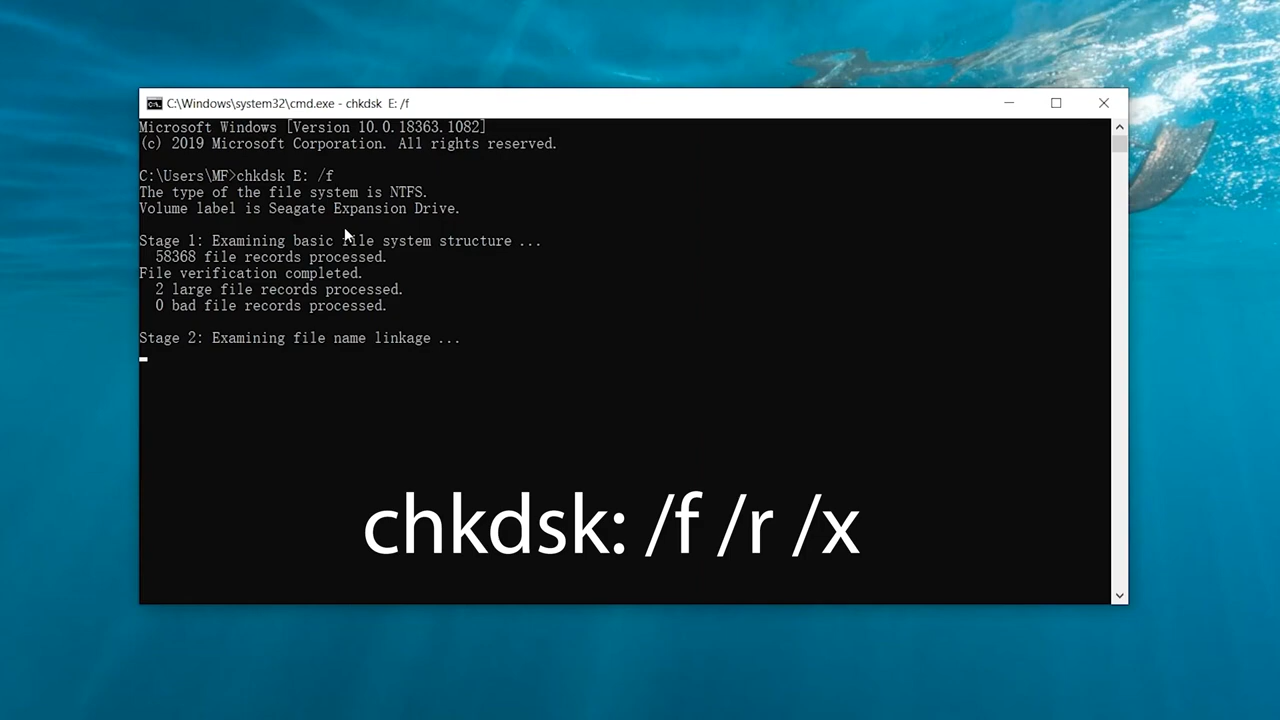 C:\Windows\system32\cmd.exe - chkdsk E: /f
Microsoft Windows [Version 10.0.18363.1082]
(c) 2019 Microsoft Corporation. All rights reserved.
C:\Users\MF>chkdsk E: /f
The type of the file system is NTFS.
Volume label is Seagate Expansion Drive.
Stage 1: Examining basic file system structure ...
58368 file records processed.
File verification completed.
2 large file records processed.
0 bad file records processed.
Stage 2: Examining file name linkage ...
chkdsk: /f /r /x